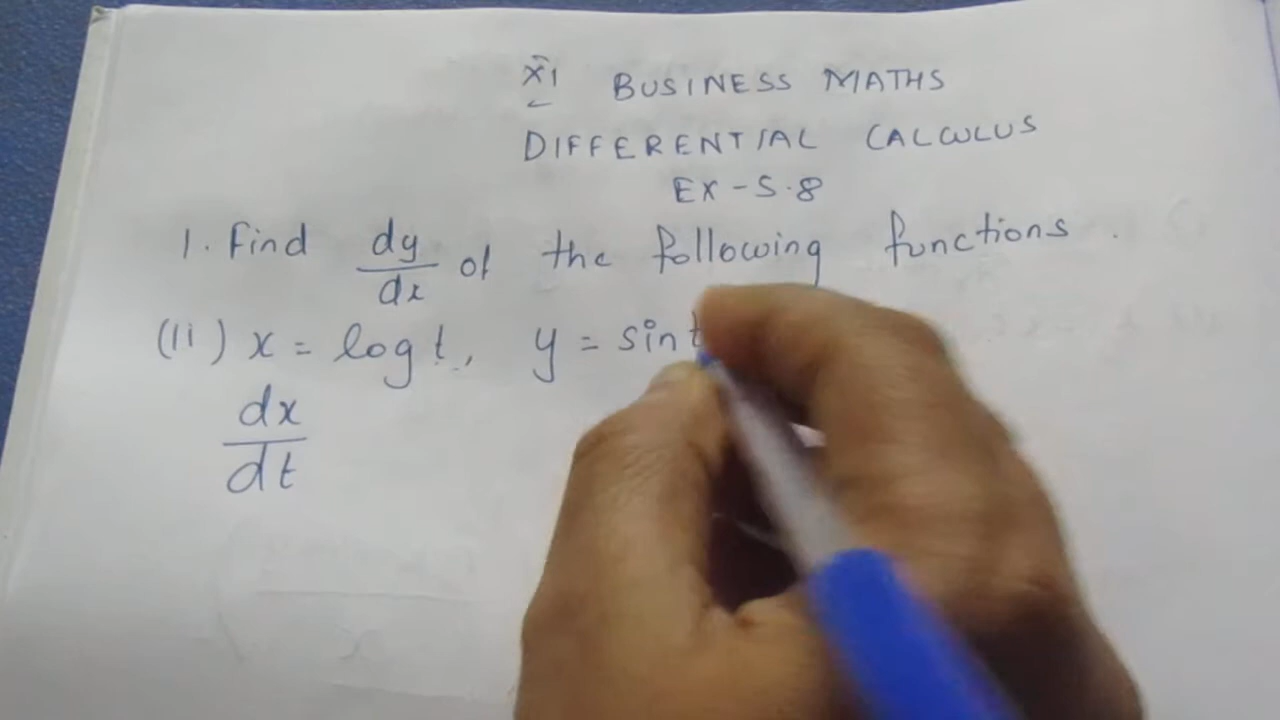 XI BUSINESS MATHS
DIFFERENTIAL CALCULUS
EX-5.8
1. Find dy/dx of the following functions.
(ii) x = log t, y = sin t
dx/dt